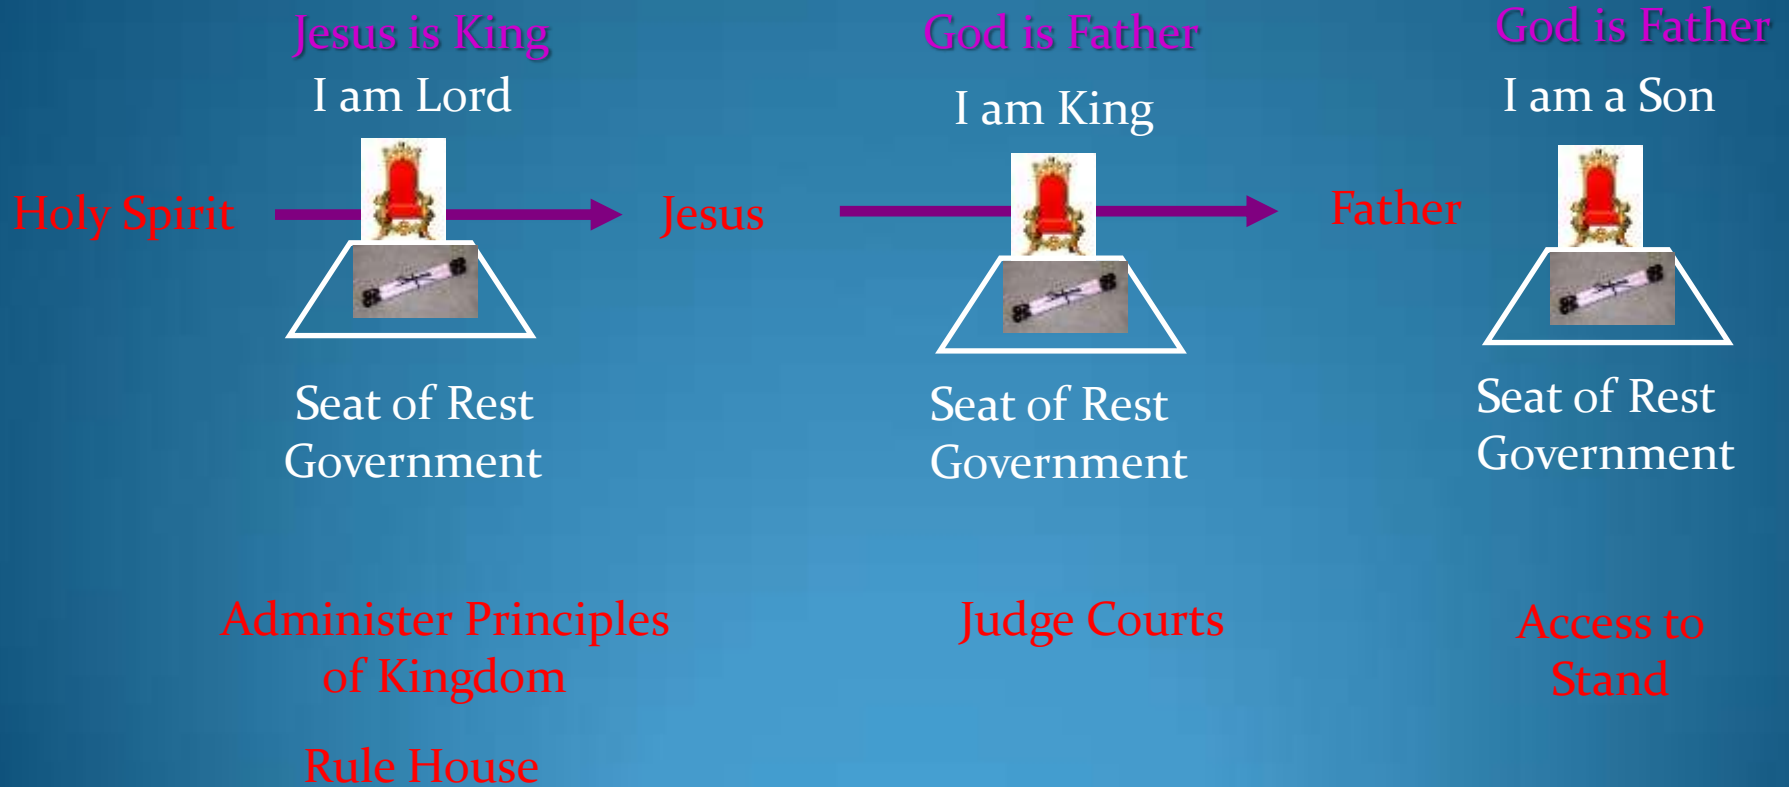 Jesus is King
I am Lord
God is Father
I am King
God is Father
I am a Son
Holy Spirit
Jesus
Father
Seat of Rest
Government
Seat of Rest
Government
Seat of Rest
Government
Administer Principles
of Kingdom
Rule House
Judge Courts
Access to
Stand